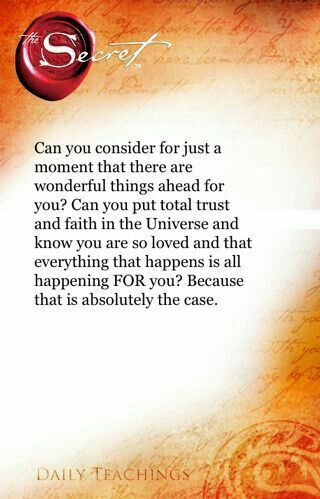 the Secret™
Can you consider for just a
moment that there are
wonderful things ahead for
you? Can you put total trust
and faith in the Universe and
know you are so loved and that
everything that happens is all
happening FOR you? Because
that is absolutely the case.
DAILY TEACHINGS